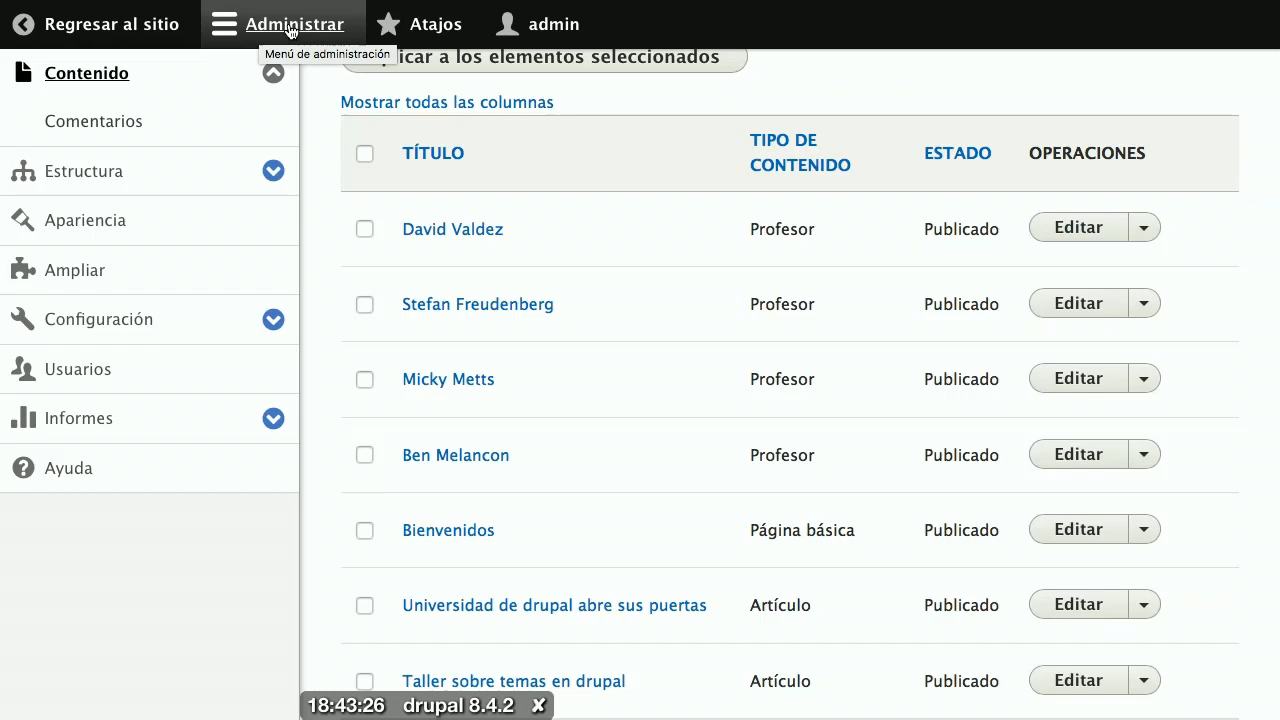 Regresar al sitio Administrar Atajos admin
Menú de administración
icar a los elementos seleccionados
Contenido
Mostrar todas las columnas
Comentarios
Estructura
Apariencia
Ampliar
Configuración
Usuarios
Informes
Ayuda
TÍTULO TIPO DE CONTENIDO ESTADO OPERACIONES
David Valdez Profesor Publicado Editar
Stefan Freudenberg Profesor Publicado Editar
Micky Metts Profesor Publicado Editar
Ben Melancon Profesor Publicado Editar
Bienvenidos Página básica Publicado Editar
Universidad de drupal abre sus puertas Artículo Publicado Editar
Taller sobre temas en drupal Artículo Publicado Editar
18:43:26 drupal 8.4.2 ✘